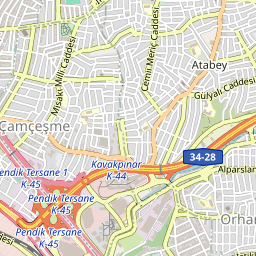 Misakı Milli Caddesi
Cemil Meriç Caddesi
Atabey
Gülyalı Caddesi
Çamçeşme
34-28
Kavakpınar
K-44
Pendik Tersane 1
K-45
Pendik Tersane
K-45
Pendik Tersane
K-45
Alparslan
Orhan